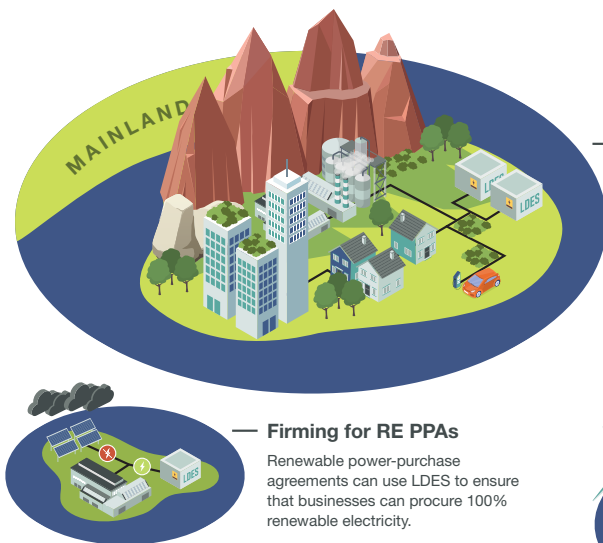 MAINLAND
LDES
LDES
Firming for RE PPAs
Renewable power-purchase
agreements can use LDES to ensure
that businesses can procure 100%
renewable electricity.
LDES